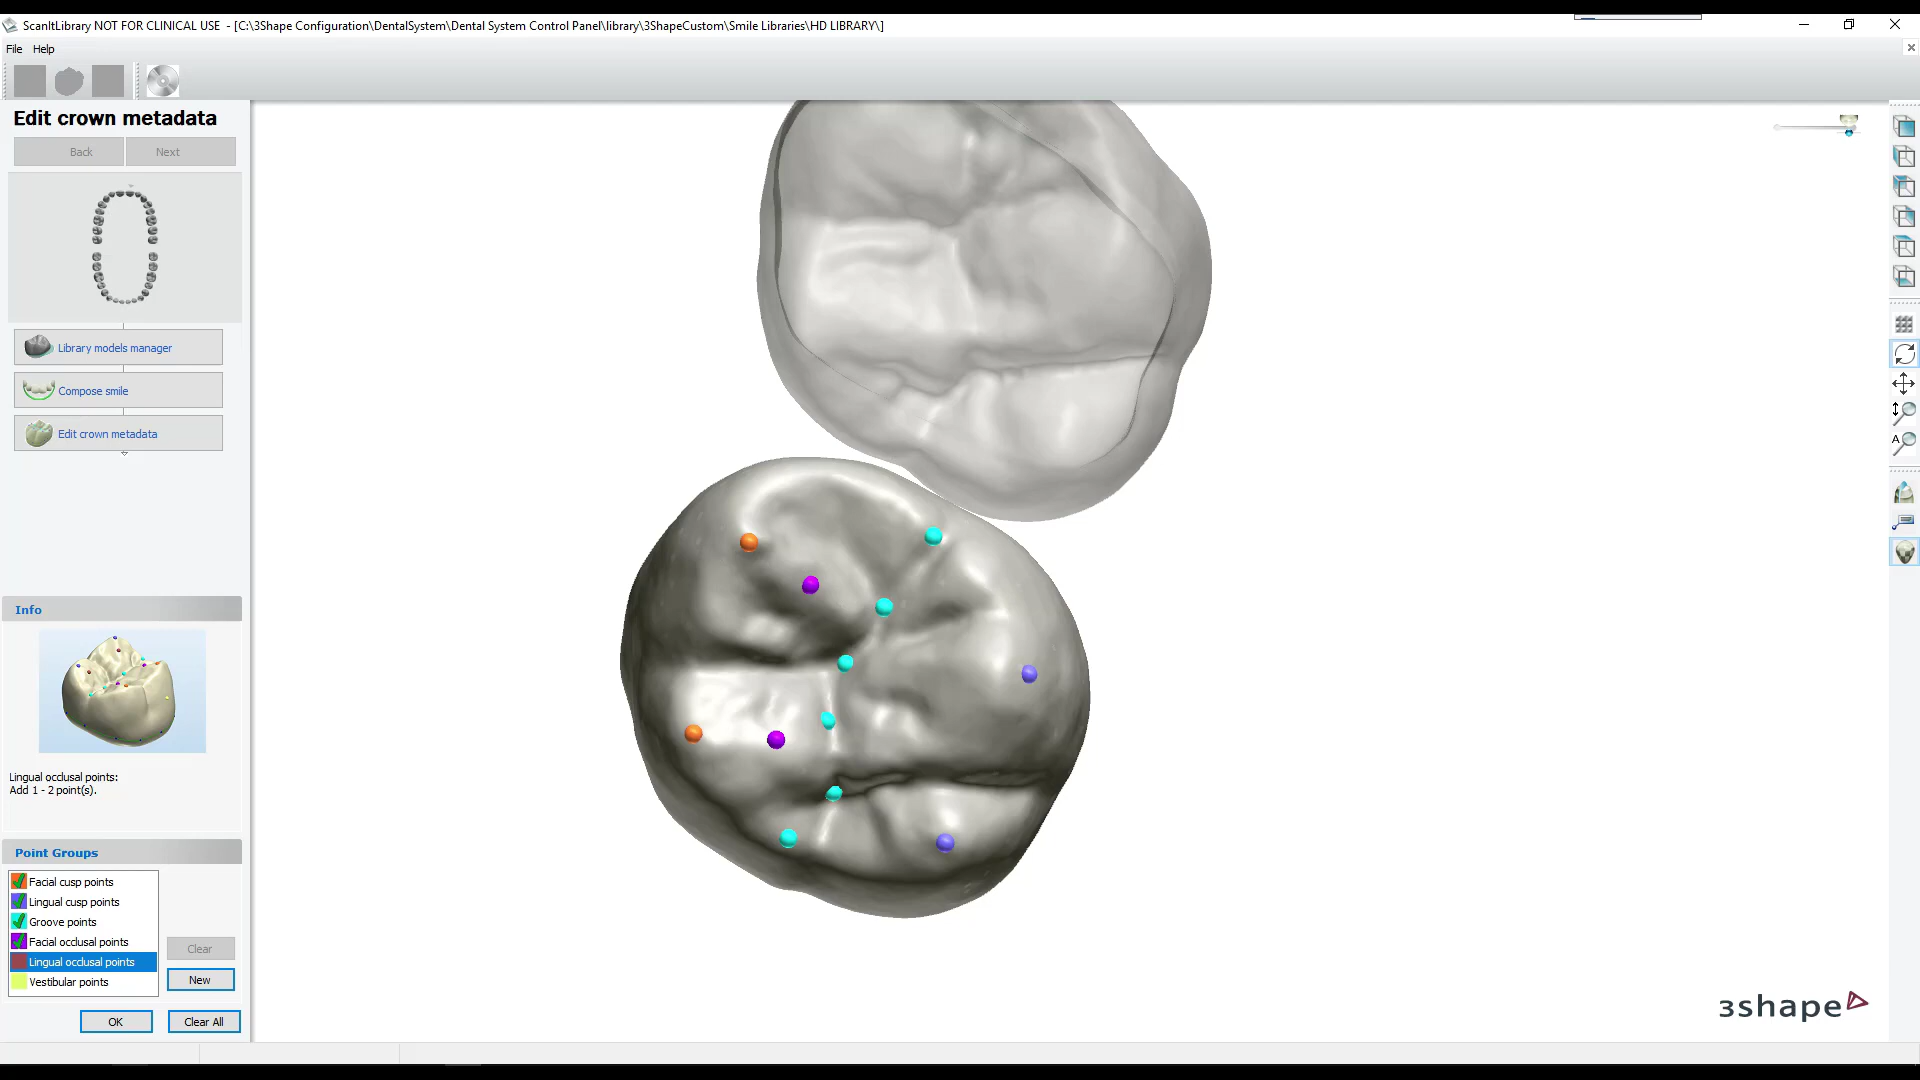 ScanItLibrary NOT FOR CLINICAL USE  - [C:\3Shape Configuration\DentalSystem\Dental System Control Panel\library\3ShapeCustom\Smile Libraries\HD LIBRARY\]
File Help
Edit crown metadata
Back Next
Library models manager
Compose smile
Edit crown metadata
A
Info
Lingual occlusal points:
Add 1 - 2 point(s).
Point Groups
Facial cusp points
Lingual cusp points
Groove points
Facial occlusal points
Lingual occlusal points
Vestibular points
Clear
New
OK Clear All
3shape